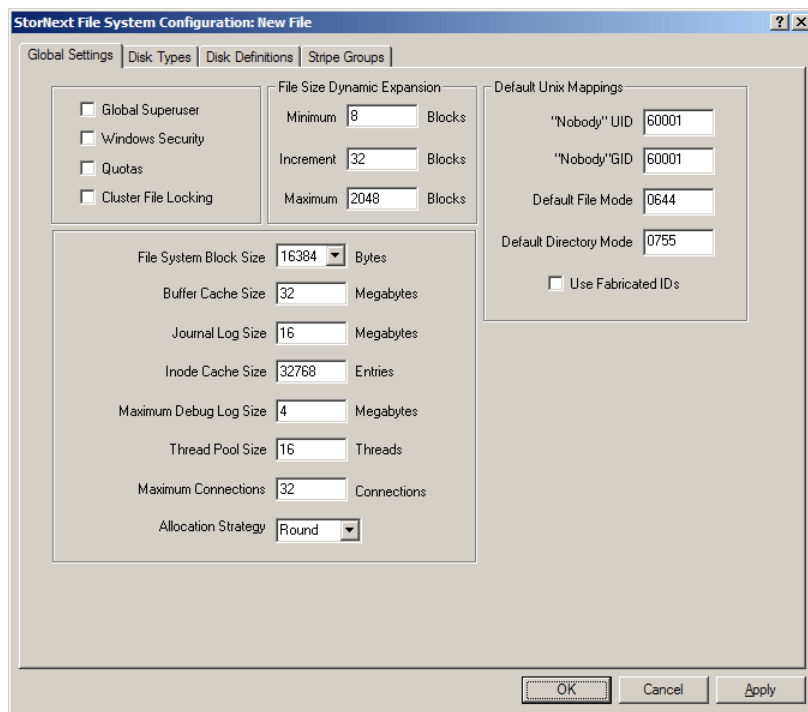 StorNext File System Configuration: New File
Global Settings Disk Types Disk Definitions Stripe Groups
Global Superuser
Windows Security
Quotas
Cluster File Locking
File Size Dynamic Expansion
Minimum 8 Blocks
Increment 32 Blocks
Maximum 2048 Blocks
Default Unix Mappings
"Nobody" UID 60001
"Nobody"GID 60001
Default File Mode 0644
Default Directory Mode 0755
Use Fabricated IDs
File System Block Size 16384 Bytes
Buffer Cache Size 32 Megabytes
Journal Log Size 16 Megabytes
Inode Cache Size 32768 Entries
Maximum Debug Log Size 4 Megabytes
Thread Pool Size 16 Threads
Maximum Connections 32 Connections
Allocation Strategy Round
OK Cancel Apply